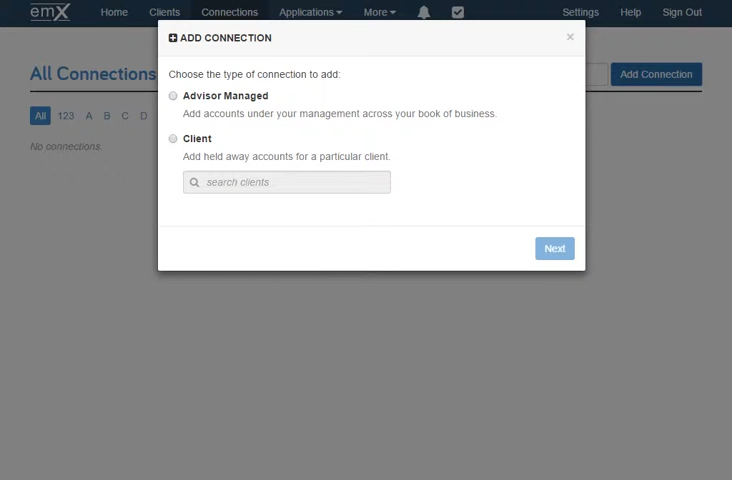 emX Home Clients Connections Applications More Settings Help Sign Out
ADD CONNECTION ×
All Connections
Choose the type of connection to add:
Add Connection
Advisor Managed
Add accounts under your management across your book of business.
All 123 A B C D
Client
No connections.
Add held away accounts for a particular client.
search clients...
Next